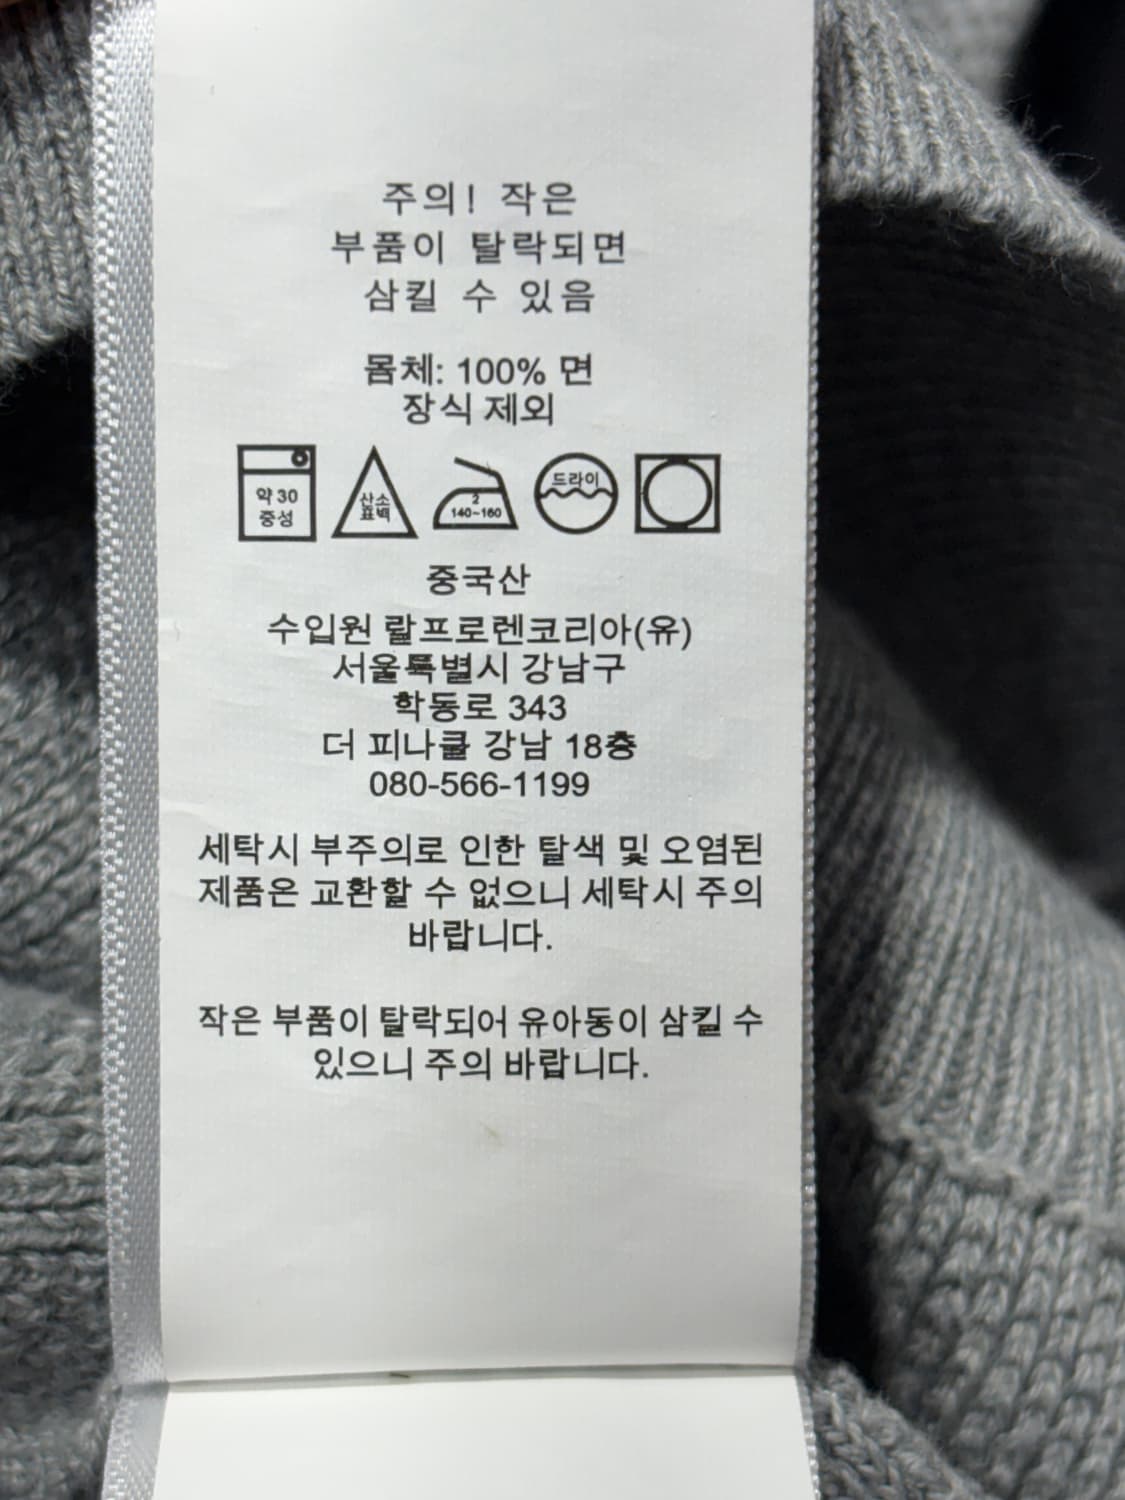 주의! 작은
부품이 탈락되면
삼킬 수 있음
몸체: 100% 면
장식 제외
약 30
중성
산소
표백
2
140~160
드라이
중국산
수입원 랄프로렌코리아(유)
서울특별시 강남구
학동로 343
더 피나클 강남 18층
080-566-1199
세탁시 부주의로 인한 탈색 및 오염된
제품은 교환할 수 없으니 세탁시 주의
바랍니다.
작은 부품이 탈락되어 유아동이 삼킬 수
있으니 주의 바랍니다.